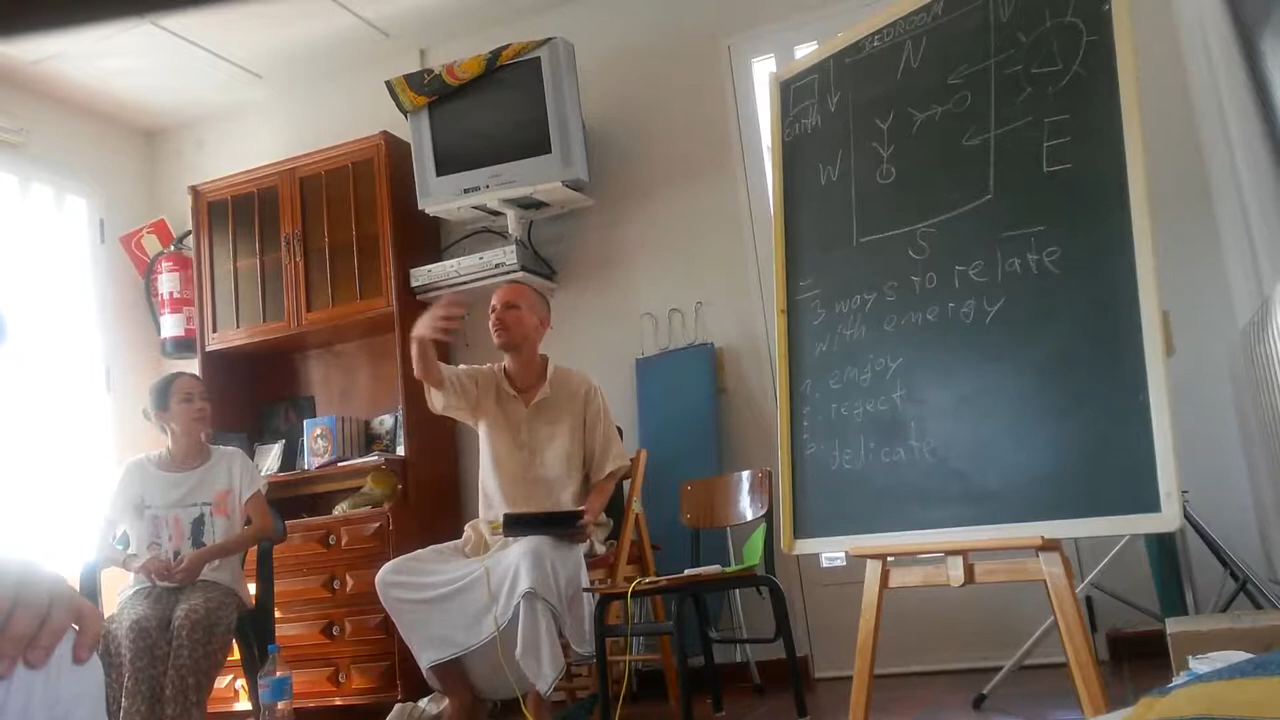 BEDROOM
N
Earth
W
E
S
3 ways to relate
with energy
1. enjoy
2. reject
3. dedicate